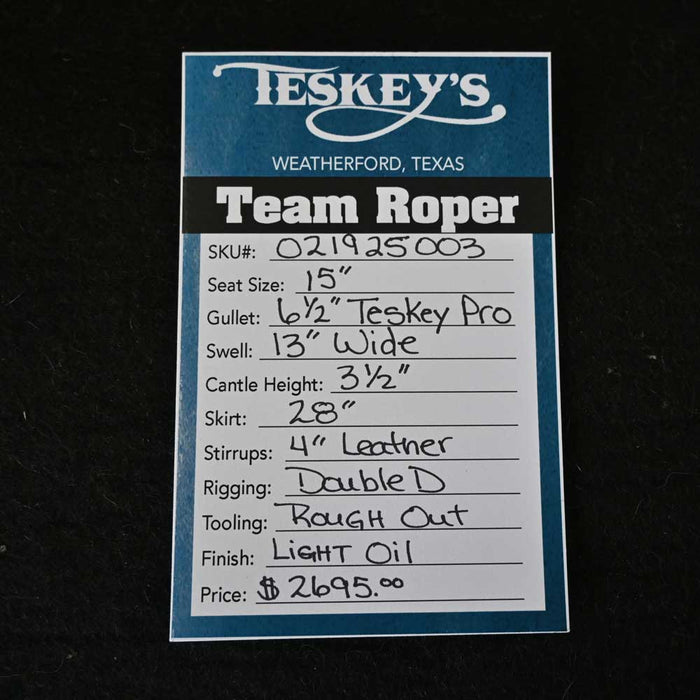 TESKEY'S
WEATHERFORD, TEXAS
Team Roper
SKU#: 021925003
Seat Size: 15"
Gullet: 6½" Teskey Pro
Swell: 13" Wide
Cantle Height: 3½"
Skirt: 28"
Stirrups: 4" Leather
Rigging: Double D
Tooling: ROUGH Out
Finish: LIGHT Oil
Price: $2695.00